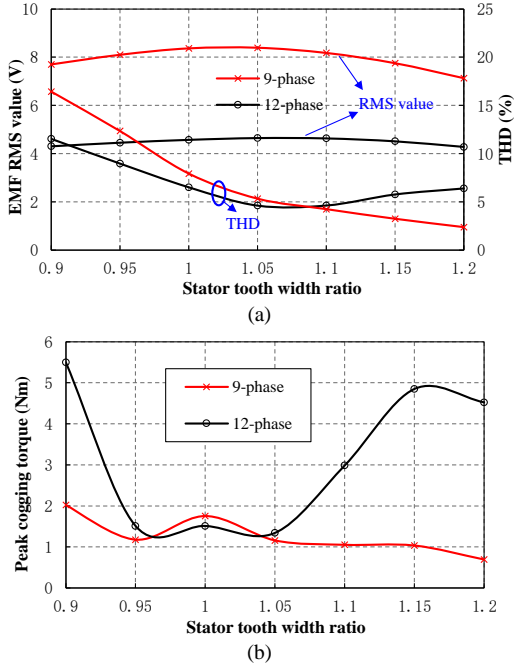 10 25
8 20
6 15
4 10
2 5
0 0
EMF RMS value (V)
THD (%)
9-phase
12-phase
RMS value
THD
0.9 0.95 1 1.05 1.1 1.15 1.2
Stator tooth width ratio
(a)
6
5
4
3
2
1
0
Peak cogging torque (Nm)
9-phase
12-phase
0.9 0.95 1 1.05 1.10 1.15 1.2
Stator tooth width ratio
(b)